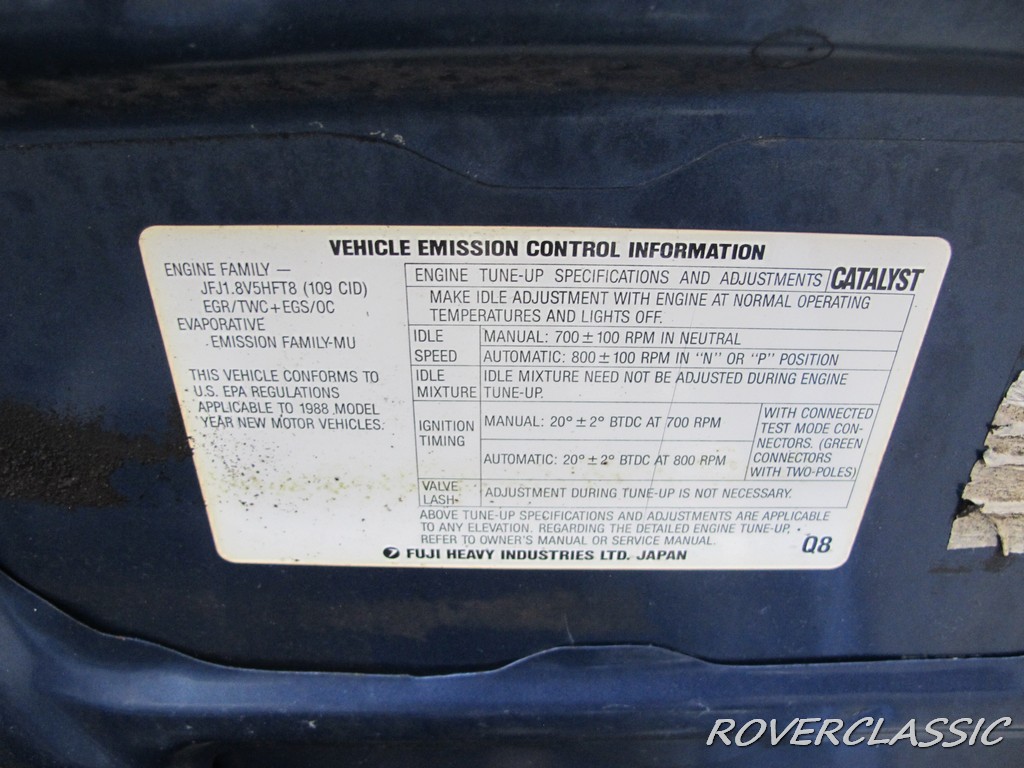 VEHICLE EMISSION CONTROL INFORMATION
ENGINE FAMILY —
JFJ1.8V5HFT8 (109 CID)
EGR/TWC+EGS/OC
EVAPORATIVE
EMISSION FAMILY-MU
THIS VEHICLE CONFORMS TO
U.S. EPA REGULATIONS
APPLICABLE TO 1988 MODEL
YEAR NEW MOTOR VEHICLES.
ENGINE TUNE-UP SPECIFICATIONS AND ADJUSTMENTS
CATALYST
MAKE IDLE ADJUSTMENT WITH ENGINE AT NORMAL OPERATING
TEMPERATURES AND LIGHTS OFF.
IDLE
SPEED
MANUAL: 700±100 RPM IN NEUTRAL
AUTOMATIC: 800±100 RPM IN "N" OR "P" POSITION
IDLE
MIXTURE
IDLE MIXTURE NEED NOT BE ADJUSTED DURING ENGINE
TUNE-UP.
IGNITION
TIMING
MANUAL: 20°±2° BTDC AT 700 RPM
AUTOMATIC: 20°±2° BTDC AT 800 RPM
WITH CONNECTED
TEST MODE CON-
NECTORS. (GREEN
CONNECTORS
WITH TWO-POLES)
VALVE
LASH
ADJUSTMENT DURING TUNE-UP IS NOT NECESSARY.
ABOVE TUNE-UP SPECIFICATIONS AND ADJUSTMENTS ARE APPLICABLE
TO ANY ELEVATION. REGARDING THE DETAILED ENGINE TUNE-UP,
REFER TO OWNER'S MANUAL OR SERVICE MANUAL.
FUJI HEAVY INDUSTRIES LTD. JAPAN
Q8
ROVERCLASSIC